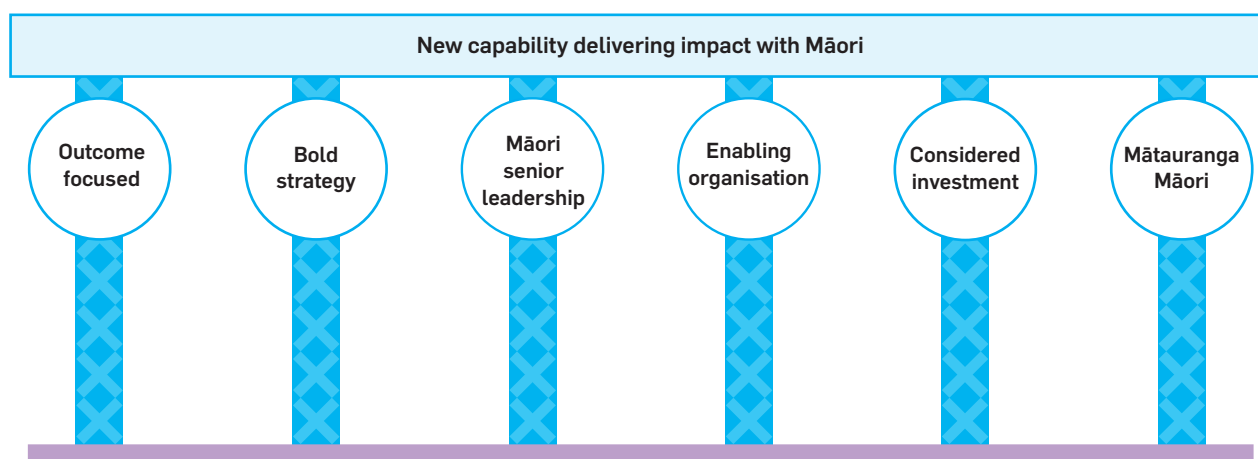 New capability delivering impact with Māori
Outcome
focused
Bold
strategy
Māori
senior
leadership
Enabling
organisation
Considered
investment
Mātauranga
Māori